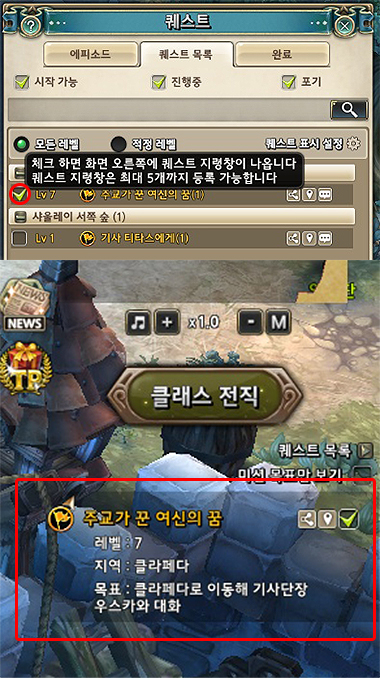 퀘스트
에피소드
퀘스트 목록
완료
시작 가능
진행중
포기
모든 레벨
적정 레벨
퀘스트 표시 설정
체크 하면 화면 오른쪽에 퀘스트 지령창이 나옵니다
퀘스트 지령창은 최대 5개까지 등록 가능합니다
Lv 7 주교가 꾼 여신의 꿈(1)
샤울레이 서쪽 숲 (1)
Lv 1 기사 티타스에게(1)
NEWS
NEWS
x1.0
M
TP
클래스 전직
퀘스트 목록
미션 목표만 보기
주교가 꾼 여신의 꿈
레벨 : 7
지역 : 클라페다
목표 : 클라페다로 이동해 기사단장
우스카와 대화